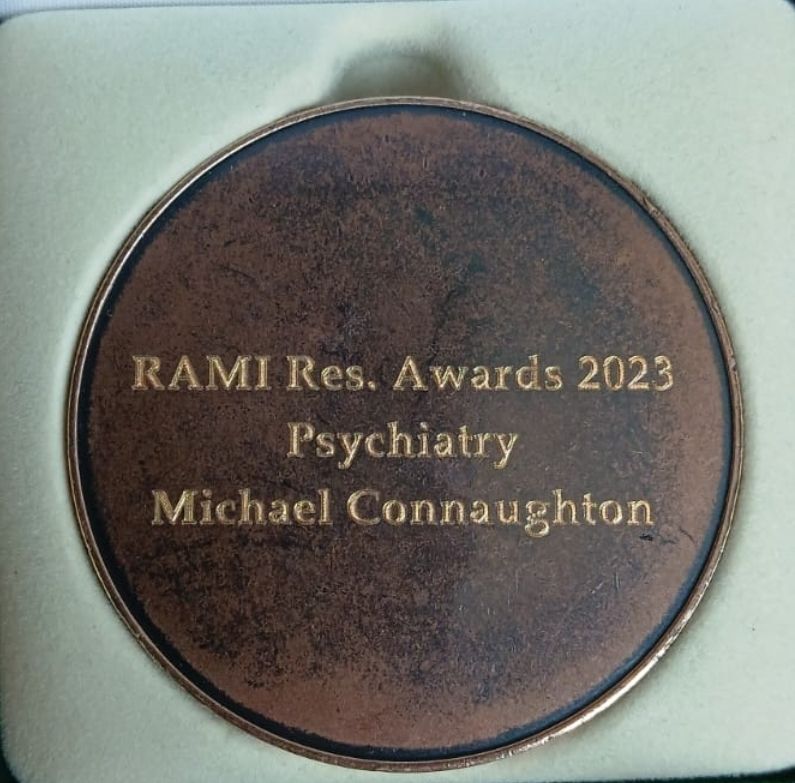 RAMI Res. Awards 2023
Psychiatry
Michael Connaughton